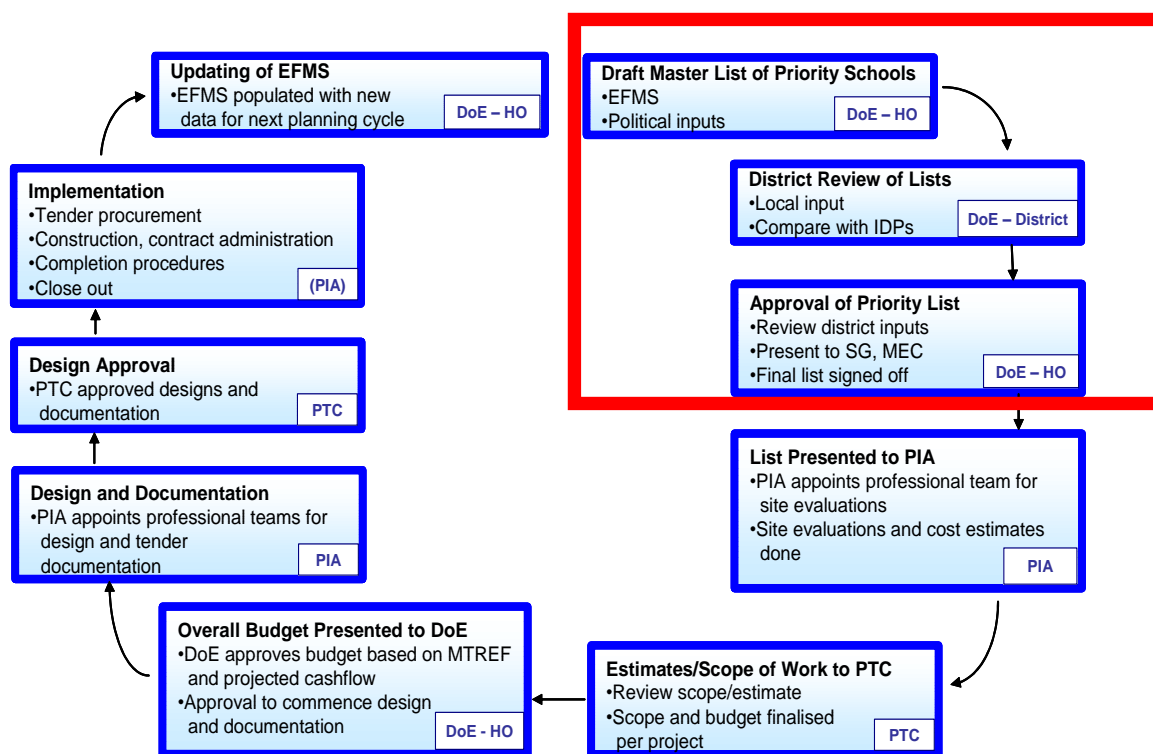 Draft Master List of Priority Schools
•EFMS
•Political inputs
DoE – HO
District Review of Lists
•Local input
•Compare with IDPs
DoE – District
Approval of Priority List
•Review district inputs
•Present to SG, MEC
•Final list signed off
DoE – HO
List Presented to PIA
•PIA appoints professional team for
site evaluations
•Site evaluations and cost estimates
done
PIA
Estimates/Scope of Work to PTC
•Review scope/estimate
•Scope and budget finalised
per project
PTC
Overall Budget Presented to DoE
•DoE approves budget based on MTREF
and projected cashflow
•Approval to commence design
and documentation
DoE - HO
Design and Documentation
•PIA appoints professional teams for
design and tender
documentation
PIA
Design Approval
•PTC approved designs and
documentation
PTC
Implementation
•Tender procurement
•Construction, contract administration
•Completion procedures
•Close out
(PIA)
Updating of EFMS
•EFMS populated with new
data for next planning cycle
DoE – HO